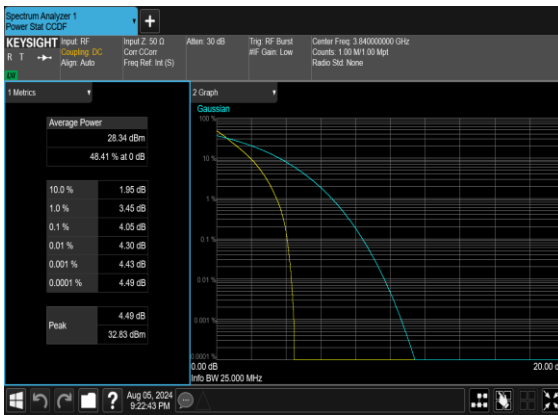 Spectrum Analyzer 1
Power Stat CCDF
KEYSIGHT
R T
LV
Input: RF
Coupling: DC
Align: Auto
Input Z: 50 Ω
Corr CCorr
Freq Ref: Int (S)
Atten: 30 dB
Trig: RF Burst
#IF Gain: Low
Center Freq: 3.840000000 GHz
Counts: 1.00 M/1.00 Mpt
Radio Std: None
1 Metrics
Average Power
28.34 dBm
48.41 % at 0 dB
10.0 % 1.95 dB
1.0 % 3.45 dB
0.1 % 4.05 dB
0.01 % 4.30 dB
0.001 % 4.43 dB
0.0001 % 4.49 dB
Peak
4.49 dB
32.83 dBm
2 Graph
Gaussian
100 %
10 %
1 %
0.1 %
0.01 %
0.001 %
0.0001 %
0.00 dB
20.00 d
Info BW 25.000 MHz
Aug 05, 2024
9:22:43 PM